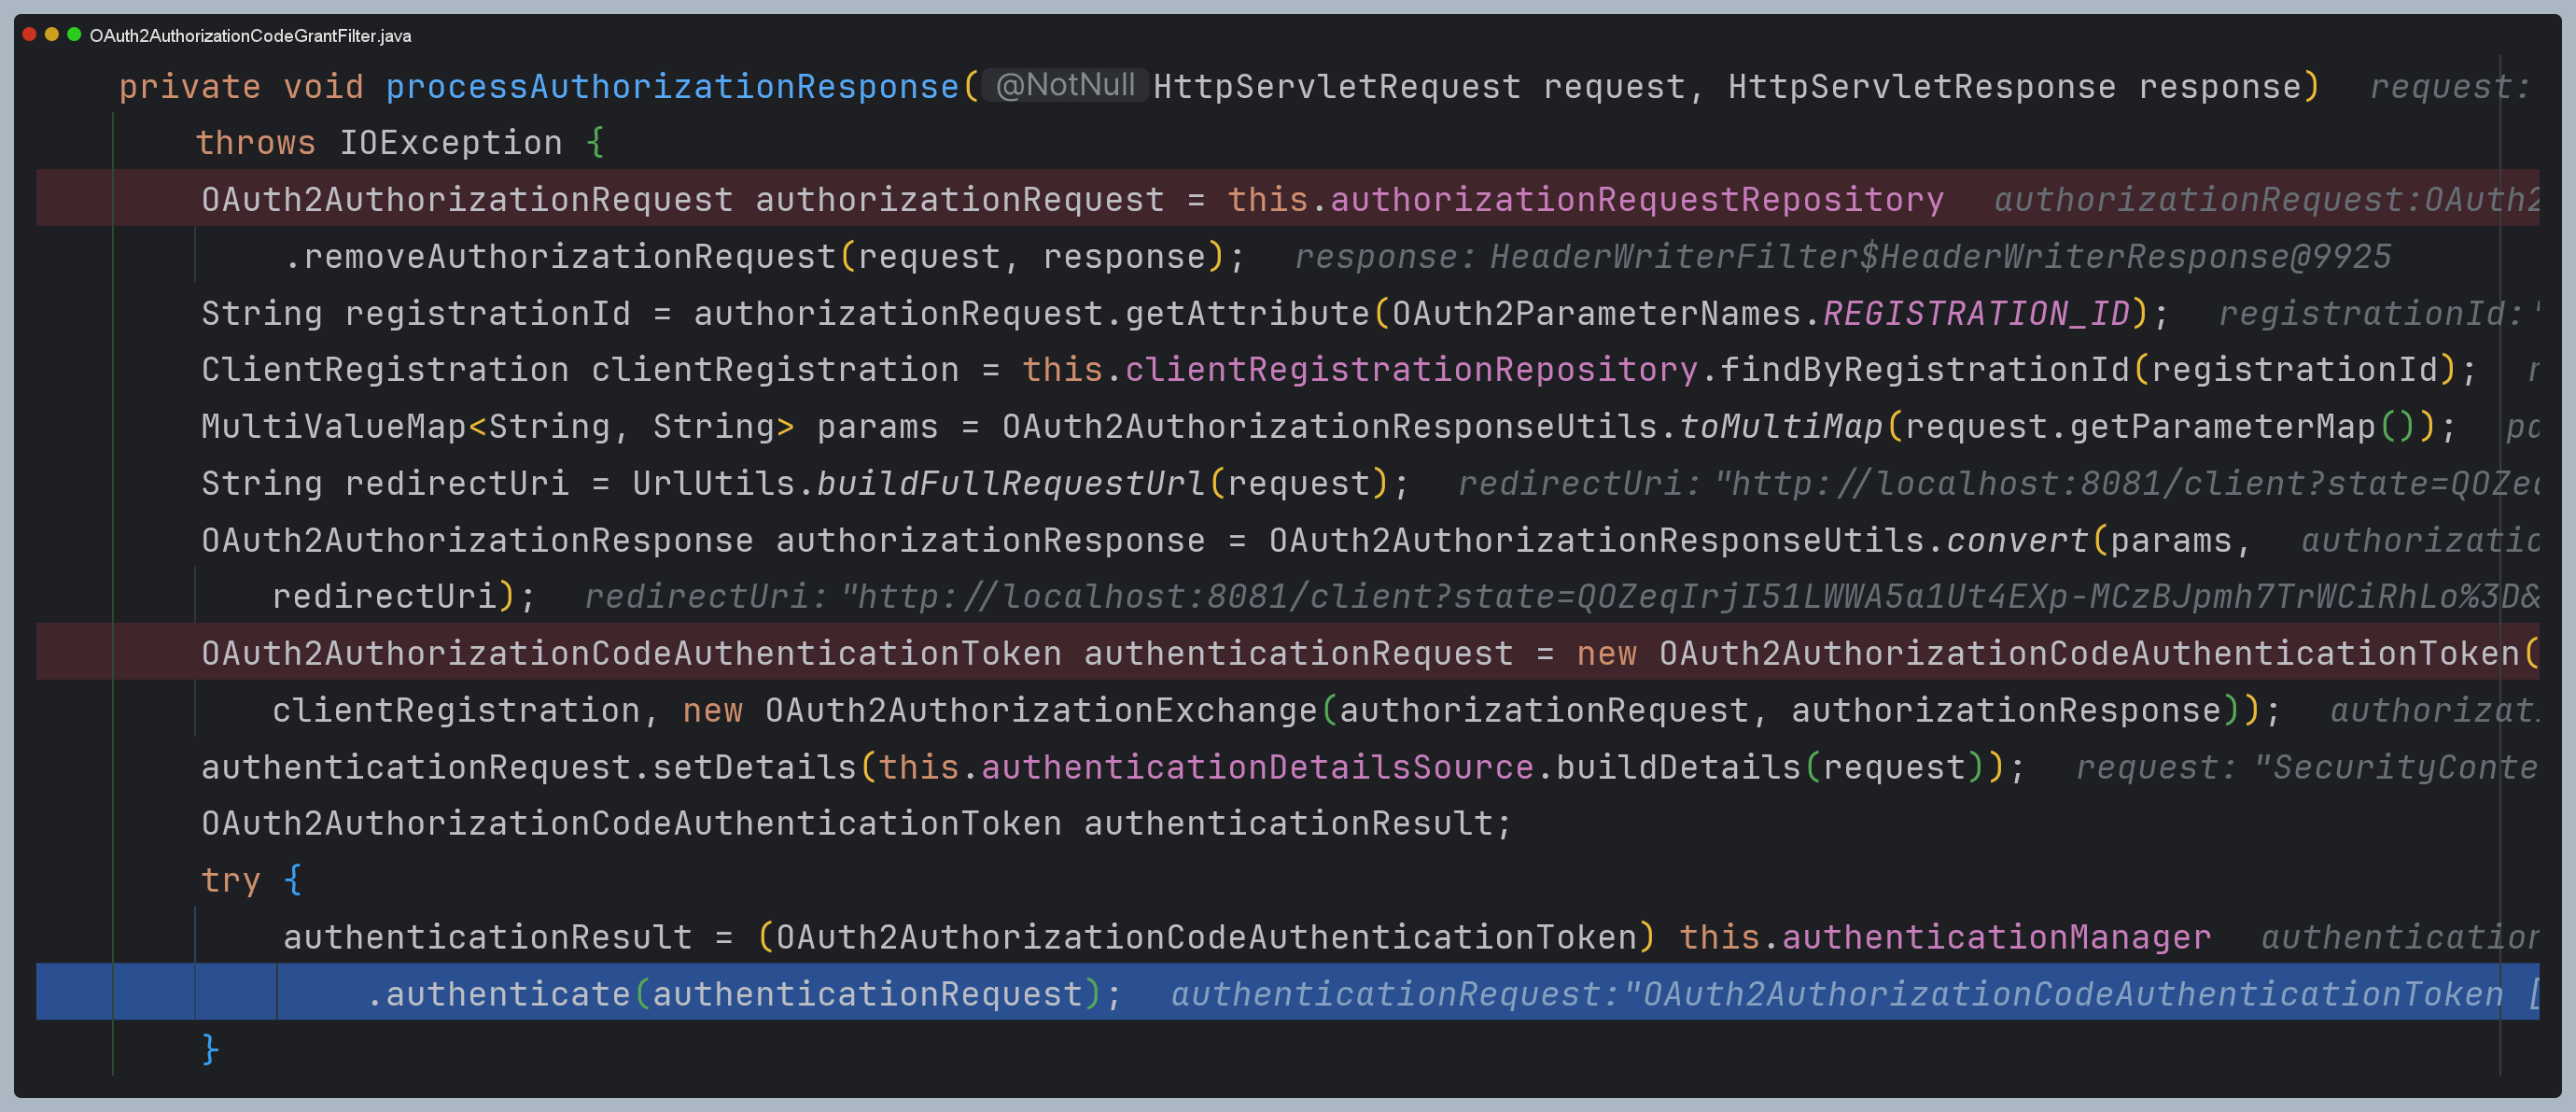 OAuth2AuthorizationCodeGrantFilter.java
private void processAuthorizationResponse(@NotNull HttpServletRequest request, HttpServletResponse response) request:
throws IOException {
OAuth2AuthorizationRequest authorizationRequest = this.authorizationRequestRepository authorizationRequest:OAuth2
.removeAuthorizationRequest(request, response); response: HeaderWriterFilter$HeaderWriterResponse@9925
String registrationId = authorizationRequest.getAttribute(OAuth2ParameterNames.REGISTRATION_ID); registrationId:"
ClientRegistration clientRegistration = this.clientRegistrationRepository.findByRegistrationId(registrationId); r
MultiValueMap<String, String> params = OAuth2AuthorizationResponseUtils.toMultiMap(request.getParameterMap()); pa
String redirectUri = UrlUtils.buildFullRequestUrl(request); redirectUri: "http://localhost:8081/client?state=QOZeq
OAuth2AuthorizationResponse authorizationResponse = OAuth2AuthorizationResponseUtils.convert(params, authorizatio
redirectUri); redirectUri: "http://localhost:8081/client?state=QOZeqIrjI51LWWA5a1Ut4EXp-MCzBJpmh7TrWCiRhLo%3D&
OAuth2AuthorizationCodeAuthenticationToken authenticationRequest = new OAuth2AuthorizationCodeAuthenticationToken(
clientRegistration, new OAuth2AuthorizationExchange(authorizationRequest, authorizationResponse)); authorizati
authenticationRequest.setDetails(this.authenticationDetailsSource.buildDetails(request)); request: "SecurityConte
OAuth2AuthorizationCodeAuthenticationToken authenticationResult;
try {
authenticationResult = (OAuth2AuthorizationCodeAuthenticationToken) this.authenticationManager authentication
.authenticate(authenticationRequest); authenticationRequest:"OAuth2AuthorizationCodeAuthenticationToken [
}